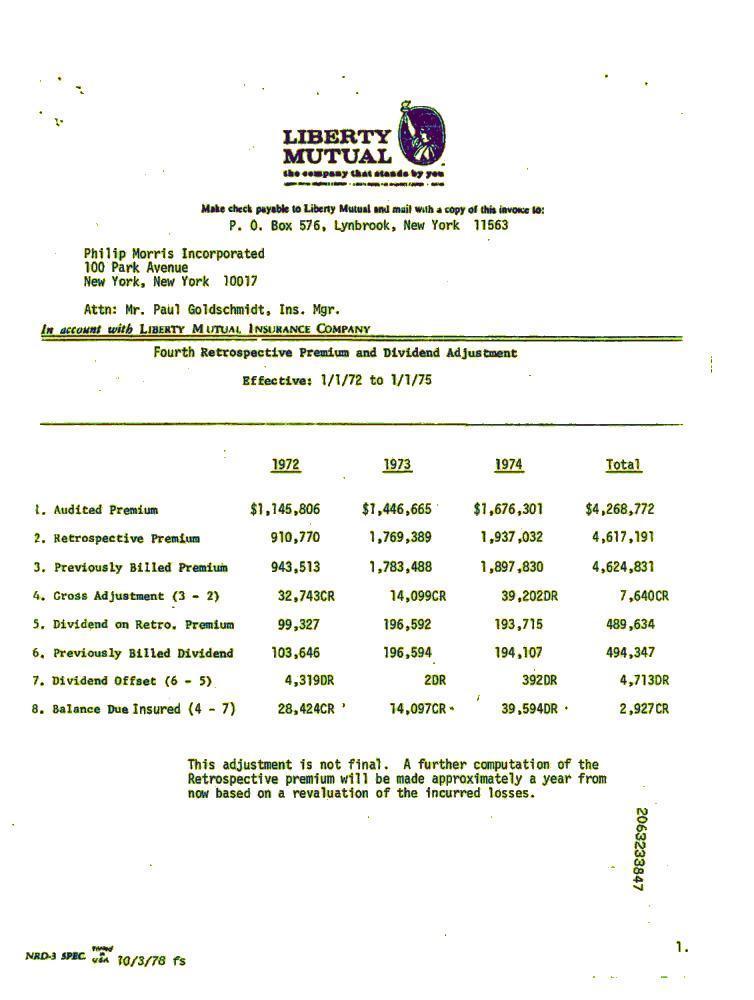 LIBERTY
MUTUAL
the company that stands by you
Make check payable to Liberty Mutual and mail with a copy of this invoice to:
P. O. Box 576, Lynbrook, New York 11563
Philip Morris Incorporated
100 Park Avenue
New York, New York 10017
Attn: Mr. Paul Goldschmidt, Ins. Mgr.
In account with LIBERTY MUTUAL INSURANCE COMPANY
Fourth Retrospective Premium and Dividend Adjustment
Effective: 1/1/72 to 1/1/75
1972 1973 1974 Total
1. Audited Premium $1,145,806 $1,446,665 $1,676,301 $4,268,772
2. Retrospective Premium 910,770 1,769,389 1,937,032 4,617,191
3. Previously Billed Premium 943,513 1,783,488 1,897,830 4,624,831
4. Gross Adjustment (3 - 2) 32,743CR 14,099CR 39,202DR 7,640CR
5. Dividend on Retro. Premium 99,327 196,592 193,715 489,634
6. Previously Billed Dividend 103,646 196,594 194,107 494,347
7. Dividend Offset (6 - 5) 4,319DR 2DR 392DR 4,713DR
8. Balance Due Insured (4 - 7) 28,424CR 14,097CR 39,594DR 2,927CR
This adjustment is not final. A further computation of the
Retrospective premium will be made approximately a year from
now based on a revaluation of the incurred losses.
2063233847
1.
NRD-3 SPEC. Printed in USA 10/3/78 fs